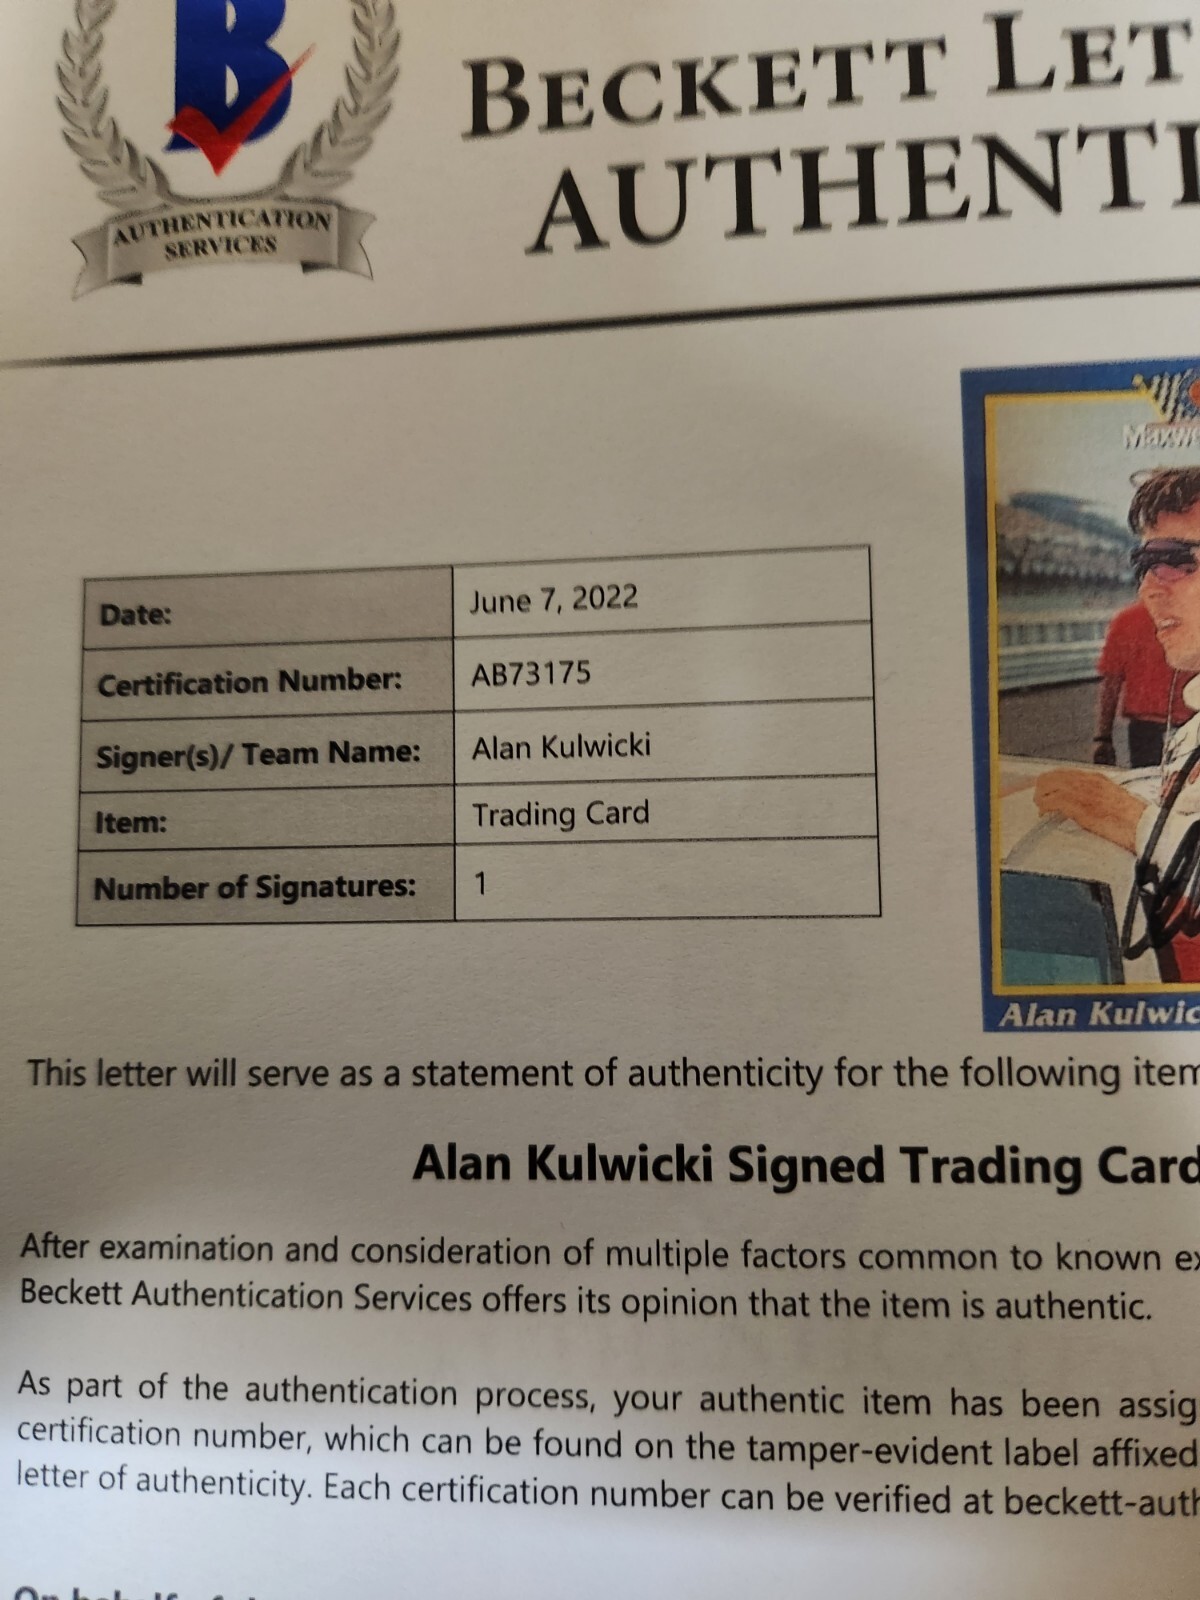 B
AUTHENTICATION
SERVICES
BECKETT LET
AUTHENTI
Date: June 7, 2022
Certification Number: AB73175
Signer(s)/ Team Name: Alan Kulwicki
Item: Trading Card
Number of Signatures: 1
Maxw
Alan Kulwic
This letter will serve as a statement of authenticity for the following item
Alan Kulwicki Signed Trading Card
After examination and consideration of multiple factors common to known ex
Beckett Authentication Services offers its opinion that the item is authentic.
As part of the authentication process, your authentic item has been assig
certification number, which can be found on the tamper-evident label affixed
letter of authenticity. Each certification number can be verified at beckett-auth
On behalf of